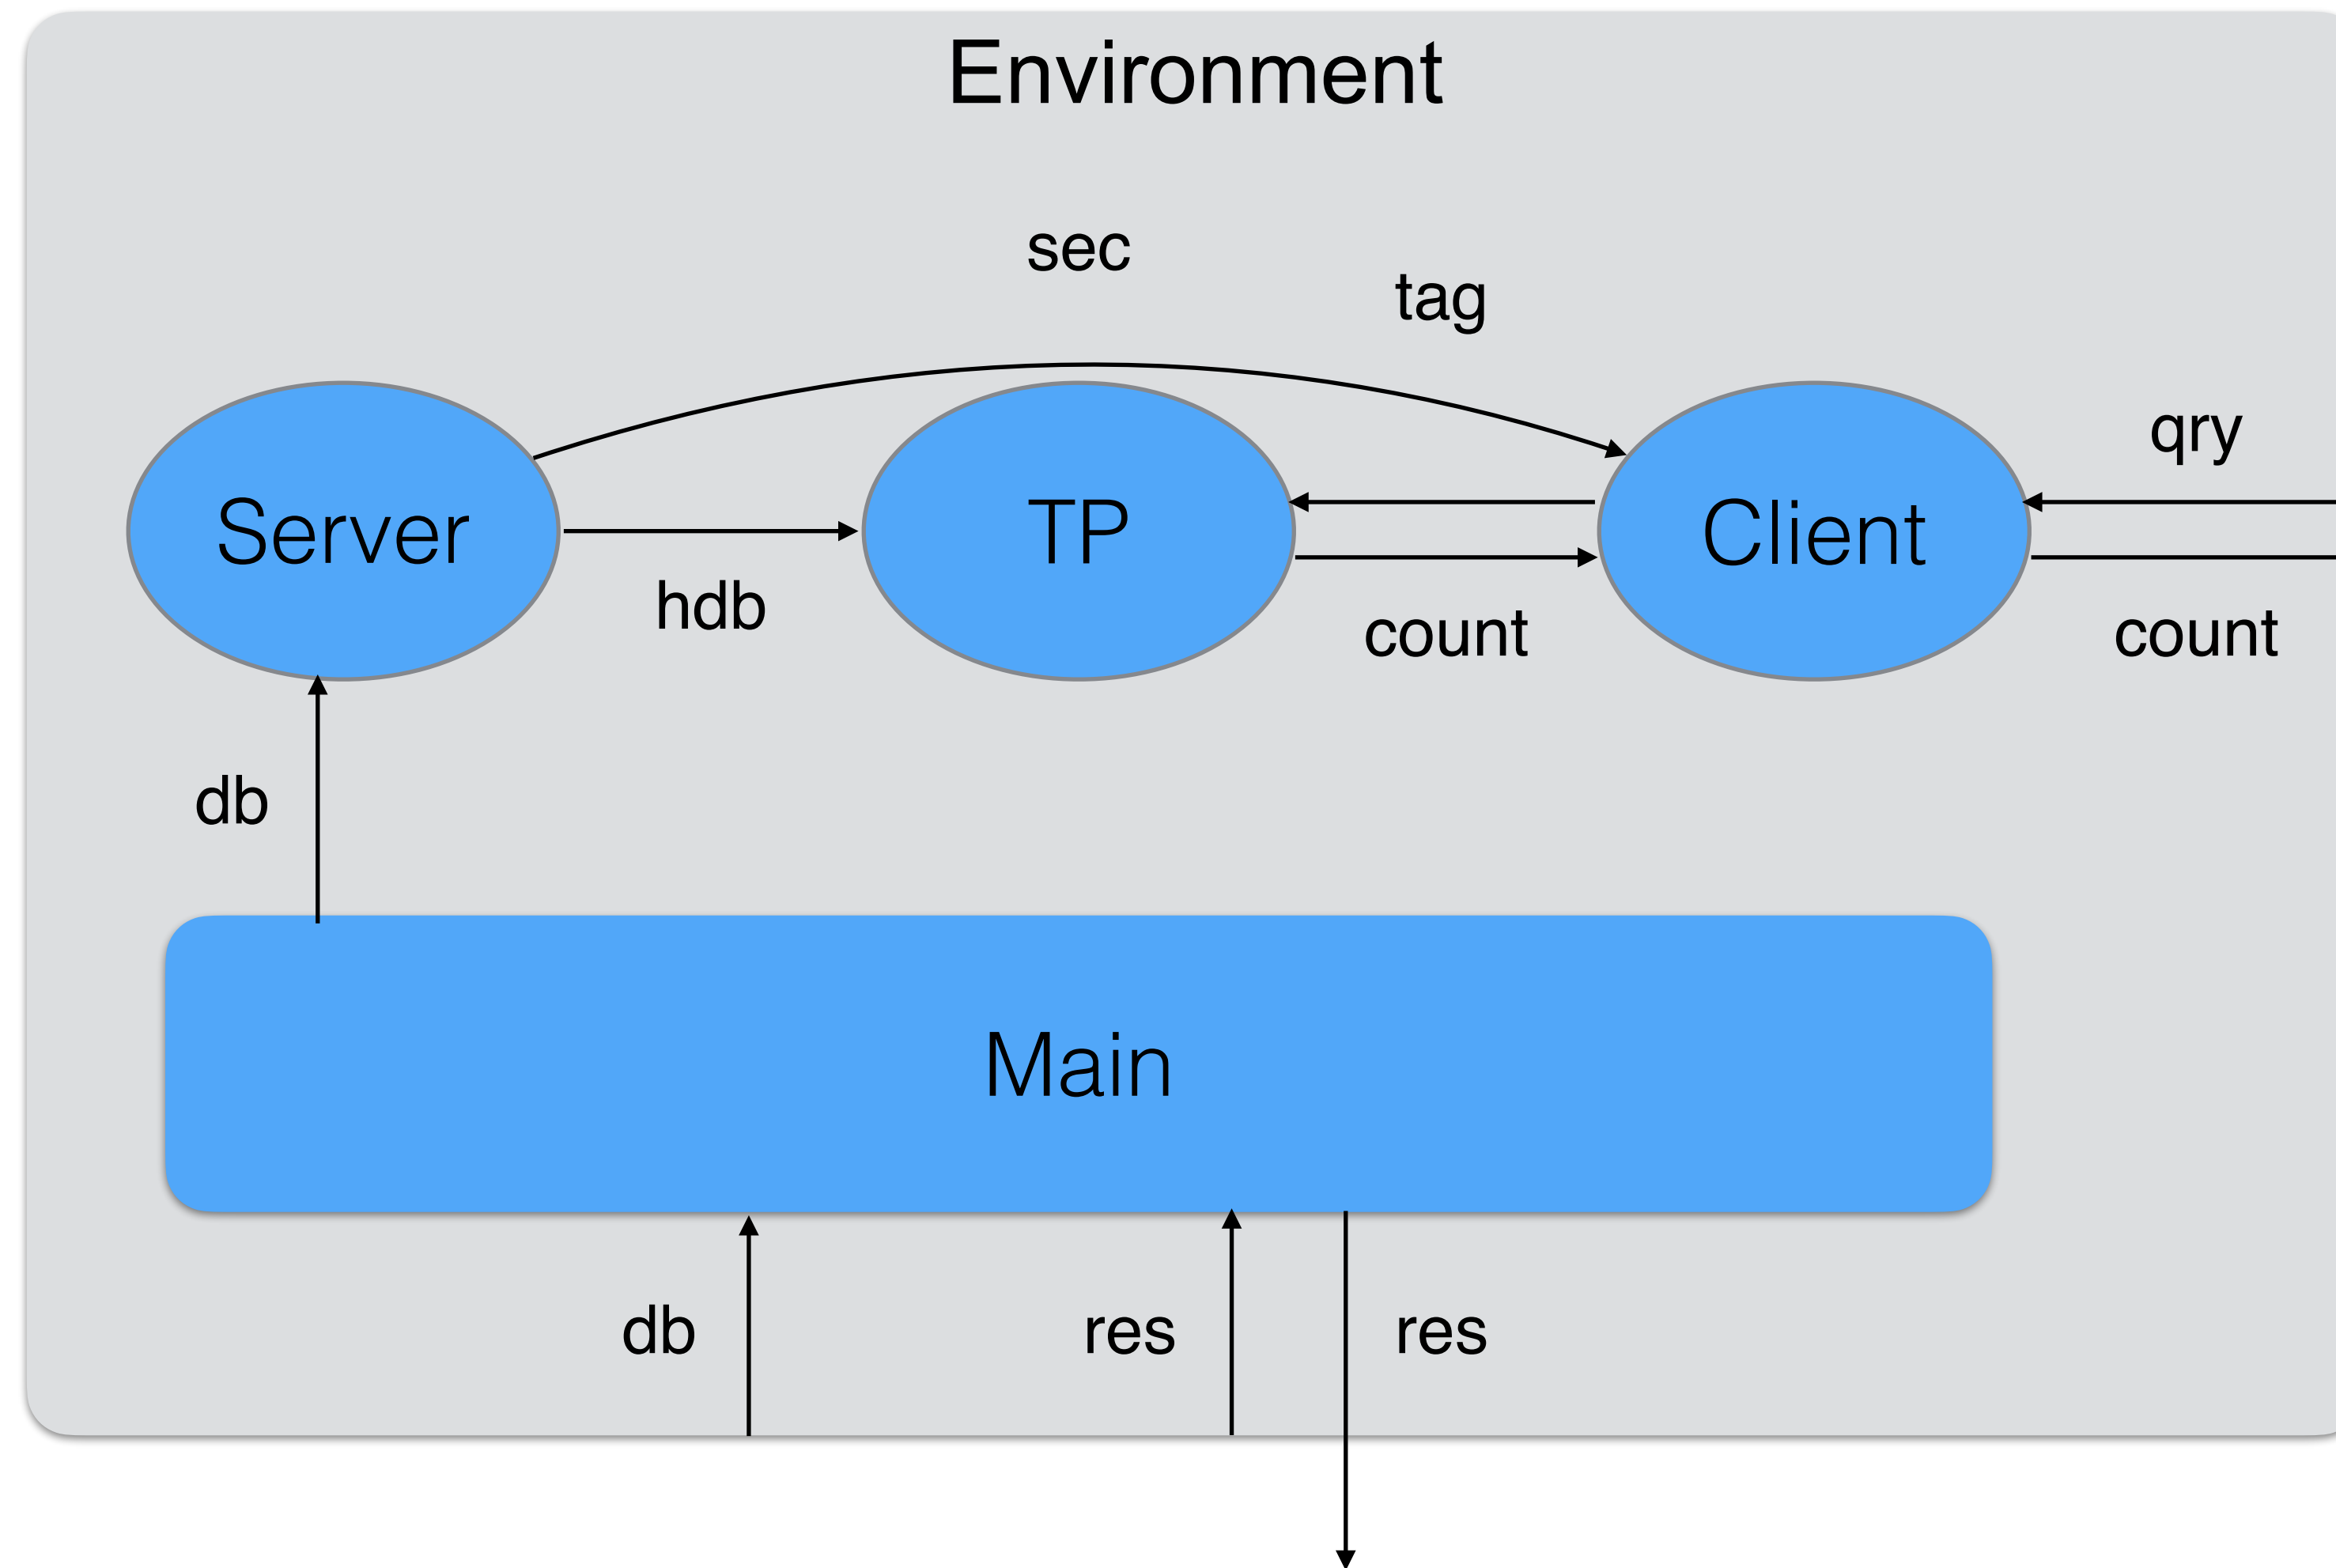 Environment
sec
tag
qry
Server
TP
Client
hdb
count
count
db
Main
db
res
res